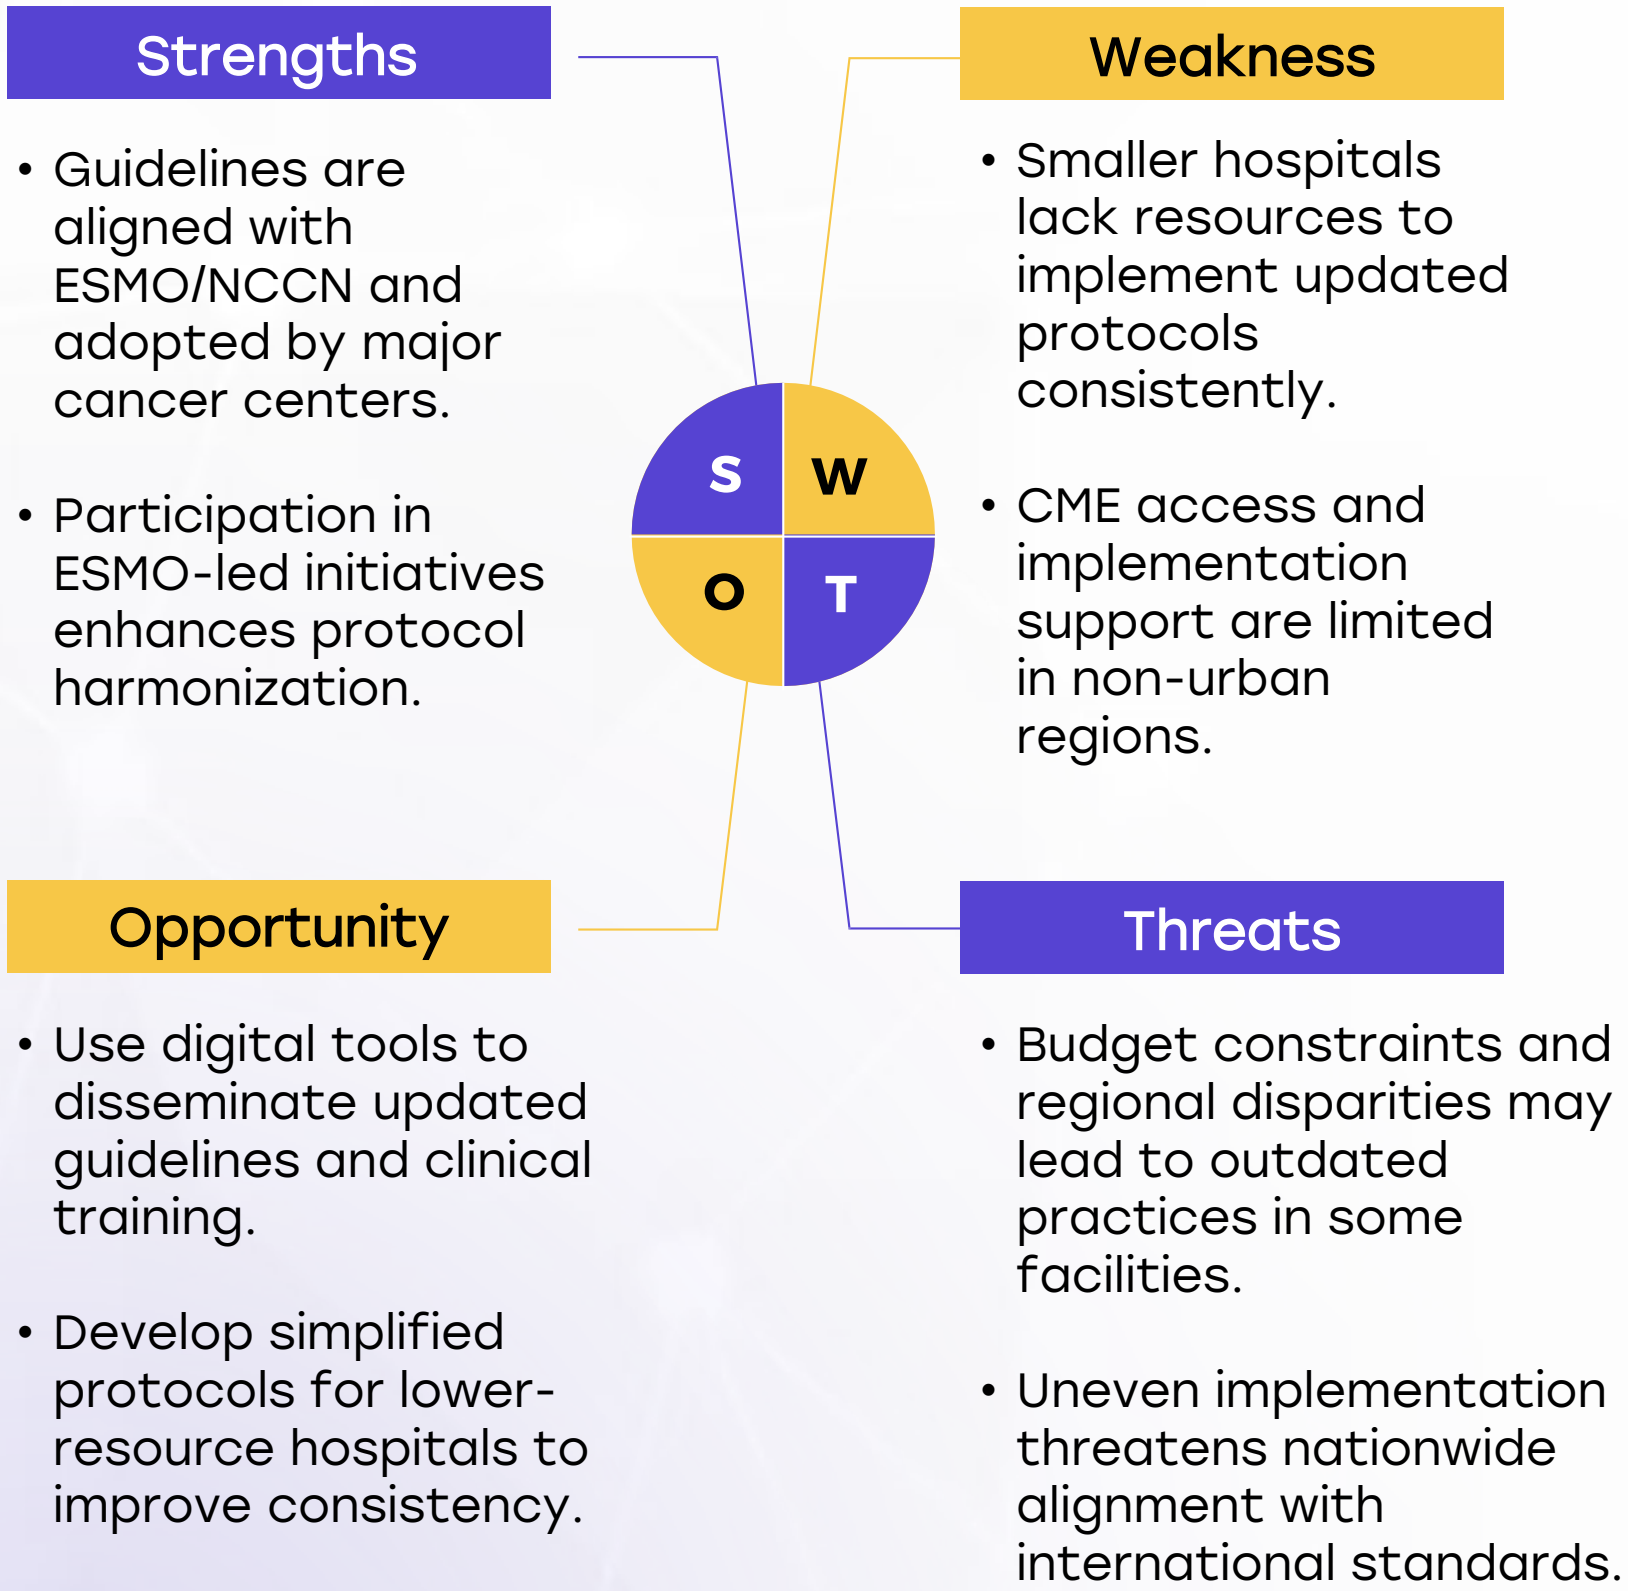 Strengths
• Guidelines are
aligned with
ESMO/NCCN and
adopted by major
cancer centers.
• Participation in
ESMO-led initiatives
enhances protocol
harmonization.
Weakness
• Smaller hospitals
lack resources to
implement updated
protocols
consistently.
• CME access and
implementation
support are limited
in non-urban
regions.
S
W
O
T
Opportunity
• Use digital tools to
disseminate updated
guidelines and clinical
training.
• Develop simplified
protocols for lower-
resource hospitals to
improve consistency.
Threats
• Budget constraints and
regional disparities may
lead to outdated
practices in some
facilities.
• Uneven implementation
threatens nationwide
alignment with
international standards.